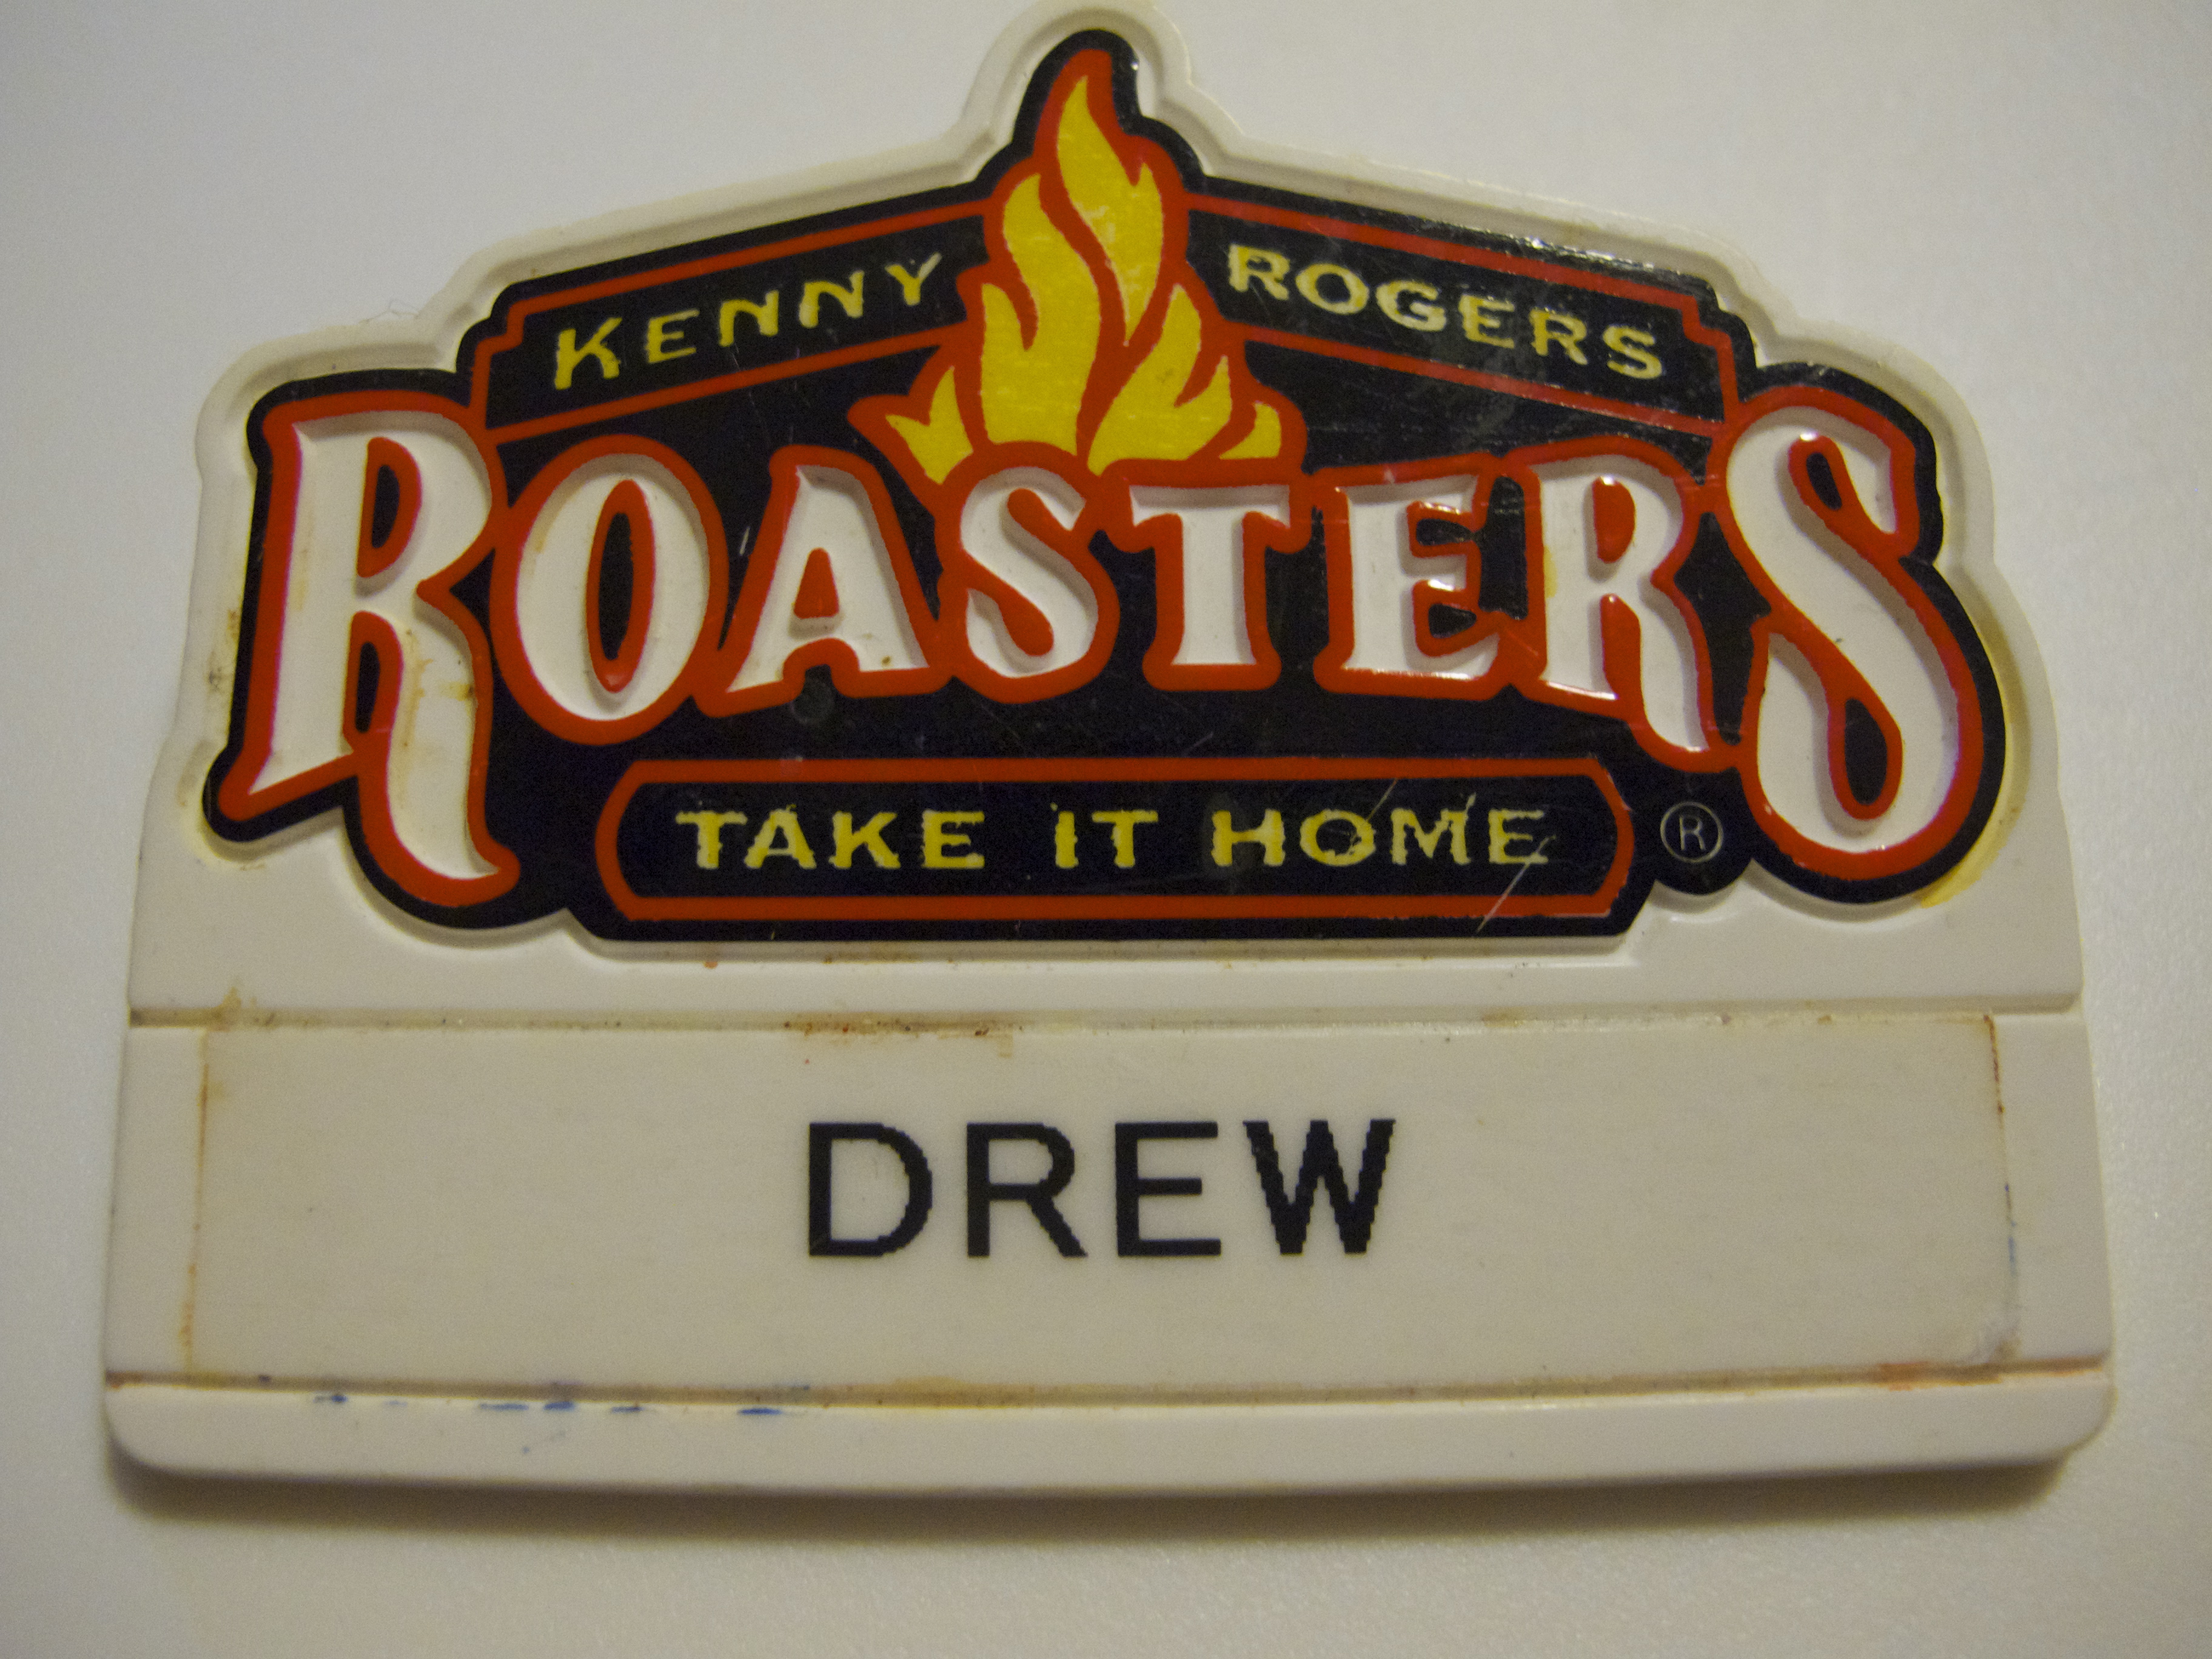 KENNY ROGERS
ROASTERS
TAKE IT HOME ®
DREW